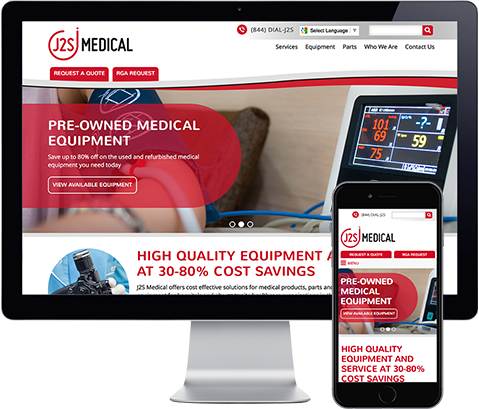 J2S MEDICAL
(844) DIAL-J2S
Select Language
Services Equipment Parts Who We Are Contact Us
REQUEST A QUOTE RGA REQUEST
PRE-OWNED MEDICAL
EQUIPMENT
Save up to 80% off on the used and refurbished medical
equipment you need today
VIEW AVAILABLE EQUIPMENT
101
69
75
-?-
59
HIGH QUALITY EQUIPMENT A
AT 30-80% COST SAVINGS
J2S Medical offers cost effective solutions for medical products, parts and
(844) DIAL-J2S
J2S MEDICAL
REQUEST A QUOTE RGA REQUEST
MENU
PRE-OWNED
MEDICAL
EQUIPMENT
VIEW AVAILABLE EQUIPMENT
HIGH QUALITY
EQUIPMENT AND
SERVICE AT 30-80%
COST SAVINGS